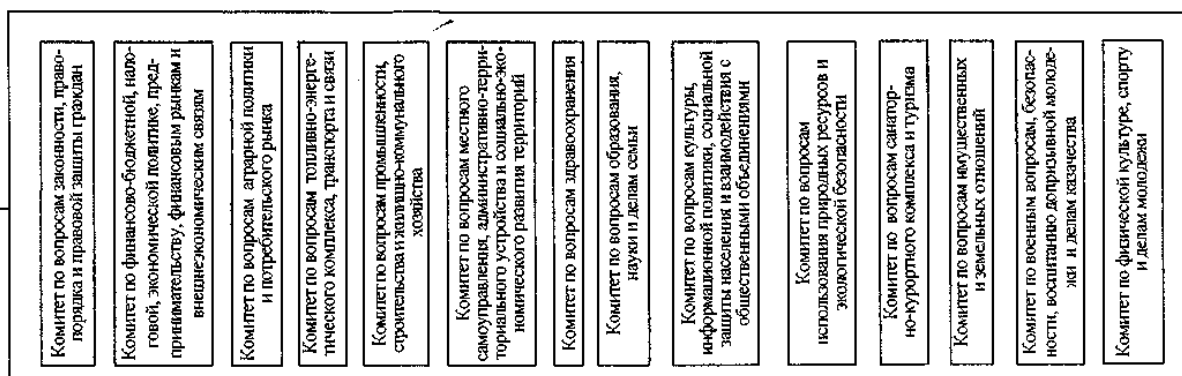 Комитет по вопросам законности, право-
порядка и правовой защиты граждан
Комитет по финансово-бюджетной, нало-
говой, экономической политике, пред-
принимательству, финансовым рынкам и
внешнеэкономическим связям
Комитет по вопросам аграрной политики
и потребительского рынка
Комитет по вопросам топливно-энерге-
тического комплекса, транспорта и связи
Комитет по вопросам промышленности,
строительства и жилищно-коммунального
хозяйства
Комитет по вопросам местного
самоуправления, административно-терри-
ториального устройства и социально-эко-
номического развития территорий
Комитет по вопросам здравоохранения
Комитет по вопросам образования,
науки и делам семьи
Комитет по вопросам культуры,
информационной политики, социальной
защиты населения и взаимодействия с
общественными объединениями
Комитет по вопросам
использования природных ресурсов и
экологической безопасности
Комитет по вопросам санатор-
но-курортного комплекса и туризма
Комитет по вопросам имущественных
и земельных отношений
Комитет по военным вопросам, безопас-
ности, воспитанию допризывной молоде-
жи и делам казачества
Комитет по физической культуре, спорту
и делам молодежи